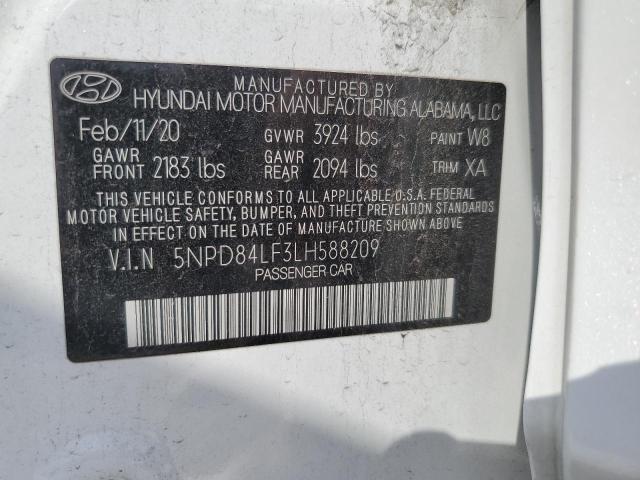 MANUFACTURED BY
HYUNDAI MOTOR MANUFACTURING ALABAMA, LLC
Feb/11/20 GVWR 3924 lbs PAINT W8
GAWR FRONT 2183 lbs GAWR REAR 2094 lbs TRIM XA
THIS VEHICLE CONFORMS TO ALL APPLICABLE U.S.A. FEDERAL
MOTOR VEHICLE SAFETY, BUMPER, AND THEFT PREVENTION STANDARDS
IN EFFECT ON THE DATE OF MANUFACTURE SHOWN ABOVE
V.I.N 5NPD84LF3LH588209
PASSENGER CAR